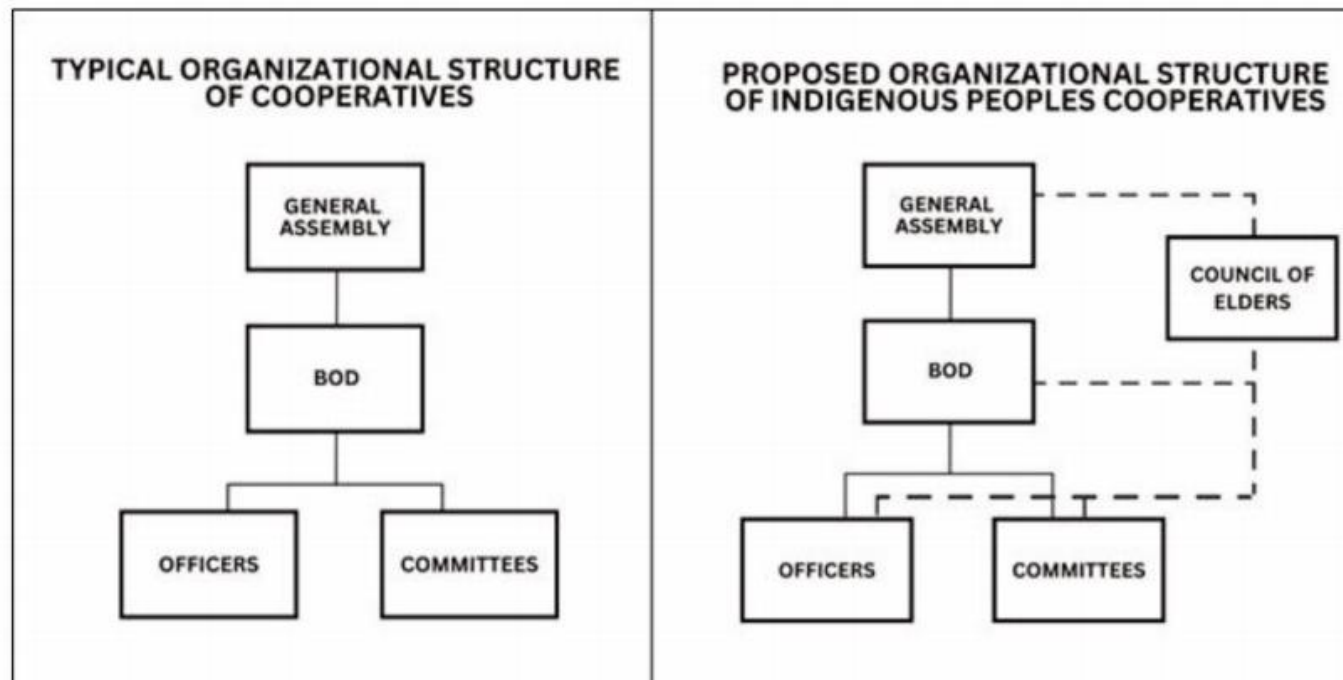 TYPICAL ORGANIZATIONAL STRUCTURE
OF COOPERATIVES
GENERAL
ASSEMBLY
BOD
OFFICERS
COMMITTEES
PROPOSED ORGANIZATIONAL STRUCTURE
OF INDIGENOUS PEOPLES COOPERATIVES
GENERAL
ASSEMBLY
COUNCIL OF
ELDERS
BOD
OFFICERS
COMMITTEES